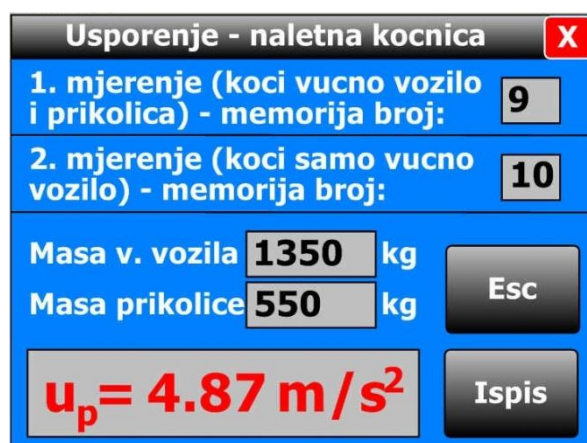 Usporenje - naletna kocnica X
1. mjerenje (koci vucno vozilo
i prikolica) - memorija broj: 9
2. mjerenje (koci samo vucno
vozilo) - memorija broj: 10
Masa v. vozila 1350 kg
Masa prikolice 550 kg
Esc
uₚ= 4.87 m/s²
Ispis